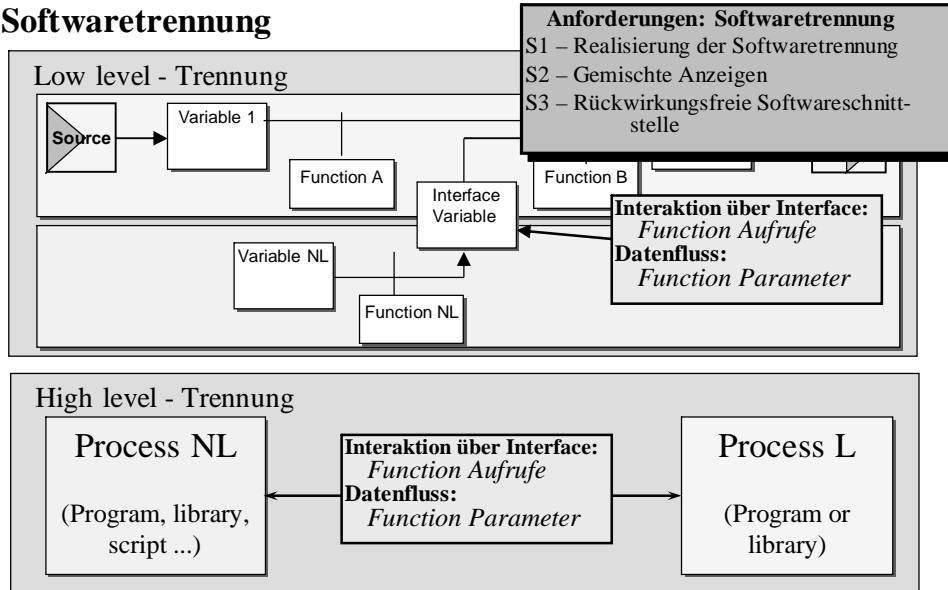 Softwaretrennung
Anforderungen: Softwaretrennung
S1 – Realisierung der Softwaretrennung
S2 – Gemischte Anzeigen
S3 – Rückwirkungsfreie Softwareschnitt-
stelle
Low level - Trennung
Source
Variable 1
Function A
Interface
Variable
Function B
Interaktion über Interface:
Function Aufrufe
Datenfluss:
Function Parameter
Variable NL
Function NL
High level - Trennung
Process NL
(Program, library,
script ...)
Interaktion über Interface:
Function Aufrufe
Datenfluss:
Function Parameter
Process L
(Program or
library)